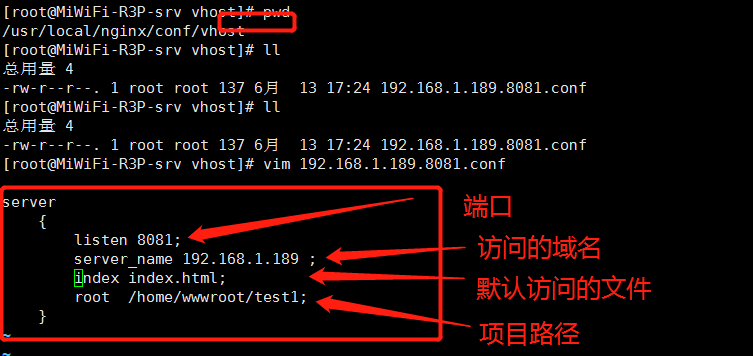 [root@MiWiFi-R3P-srv vhost]# pwd
/usr/local/nginx/conf/vhost
[root@MiWiFi-R3P-srv vhost]# ll
总用量 4
-rw-r--r--. 1 root root 137 6月  13 17:24 192.168.1.189.8081.conf
[root@MiWiFi-R3P-srv vhost]# ll
总用量 4
-rw-r--r--. 1 root root 137 6月  13 17:24 192.168.1.189.8081.conf
[root@MiWiFi-R3P-srv vhost]# vim 192.168.1.189.8081.conf
server
{
listen 8081;
server_name 192.168.1.189 ;
index index.html;
root  /home/wwwroot/test1;
}
~
~
端口
访问的域名
默认访问的文件
项目路径